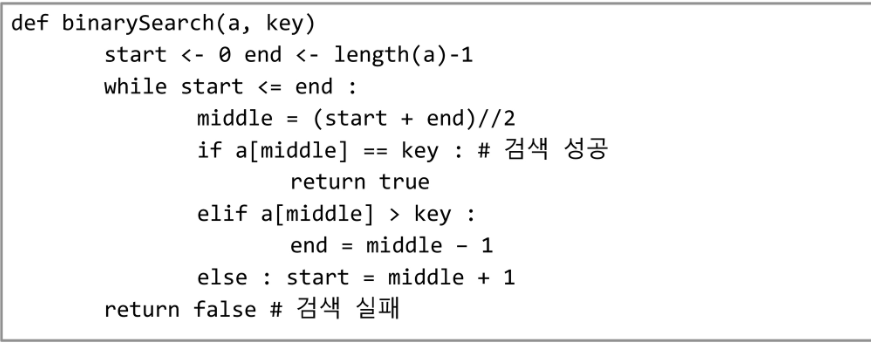 def binarySearch(a, key)
start <- 0 end <- length(a)-1
while start <= end :
middle = (start + end)//2
if a[middle] == key : # 검색 성공
return true
elif a[middle] > key :
end = middle – 1
else : start = middle + 1
return false # 검색 실패